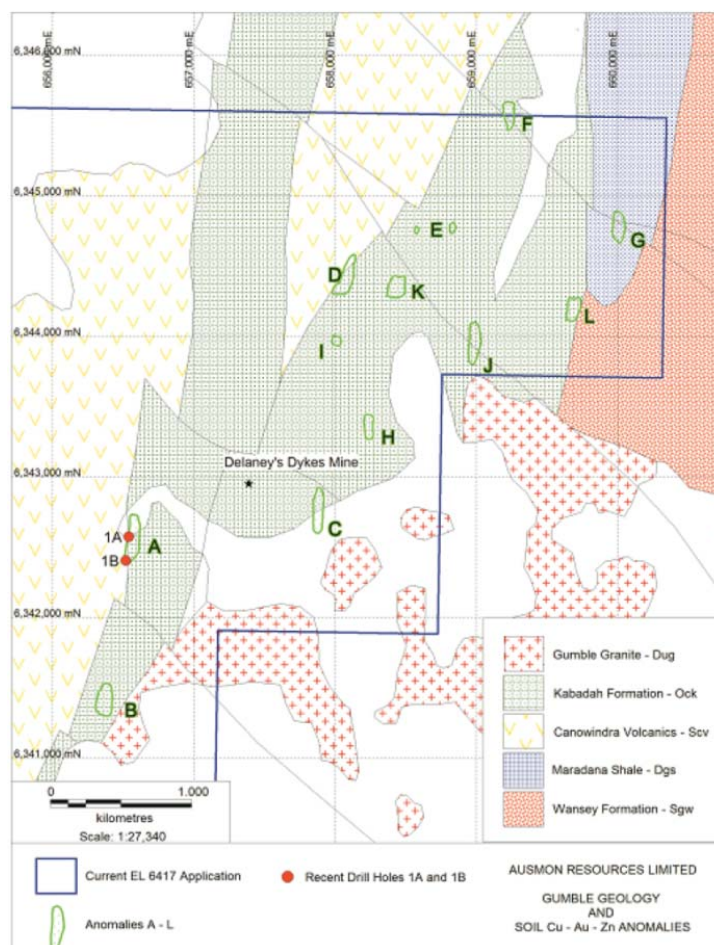 656,000 mE
657,000 mE
658,000 mE
659,000 mE
660,000 mE
6,346,000 mN
F
6,345,000 mN
E
G
D
K
L
6,344,000 mN
I
J
H
Delaney's Dykes Mine
6,343,000 mN
C
1A
A
1B
6,342,000 mN
B
6,341,000 mN
Gumble Granite - Dug
Kabadah Formation - Ock
Canowindra Volcanics - Scv
Maradana Shale - Dgs
Wansey Formation - Sgw
0 1.000
kilometres
Scale: 1:27,340
Current EL 6417 Application
Recent Drill Holes 1A and 1B
Anomalies A - L
AUSMON RESOURCES LIMITED
GUMBLE GEOLOGY
AND
SOIL Cu - Au - Zn ANOMALIES